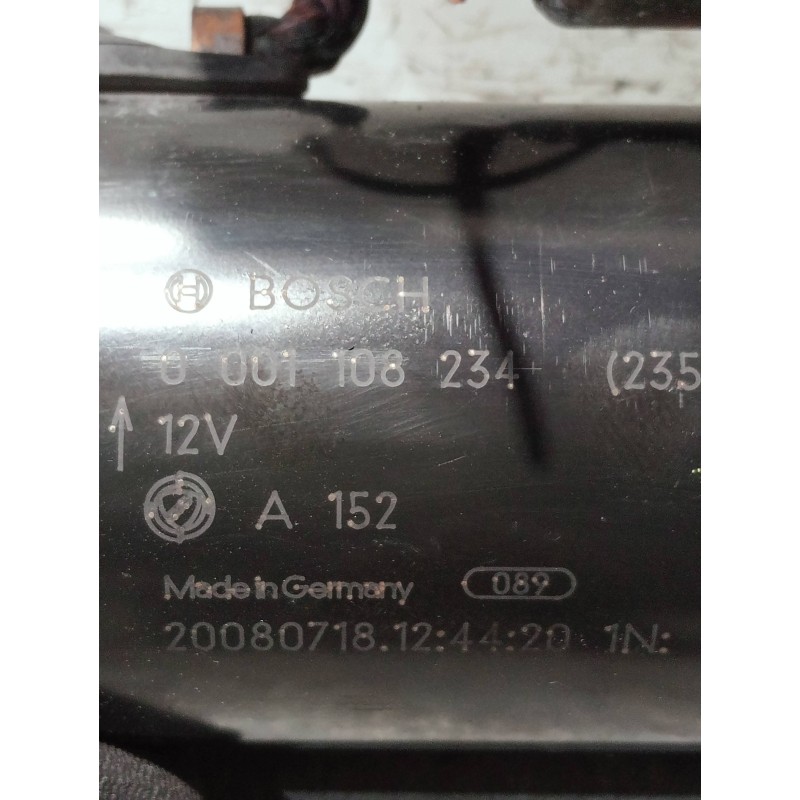 BOSCH
0 001 108 234 (235
12V
A 152
Made in Germany 089
20080718.12:44:20 1N: